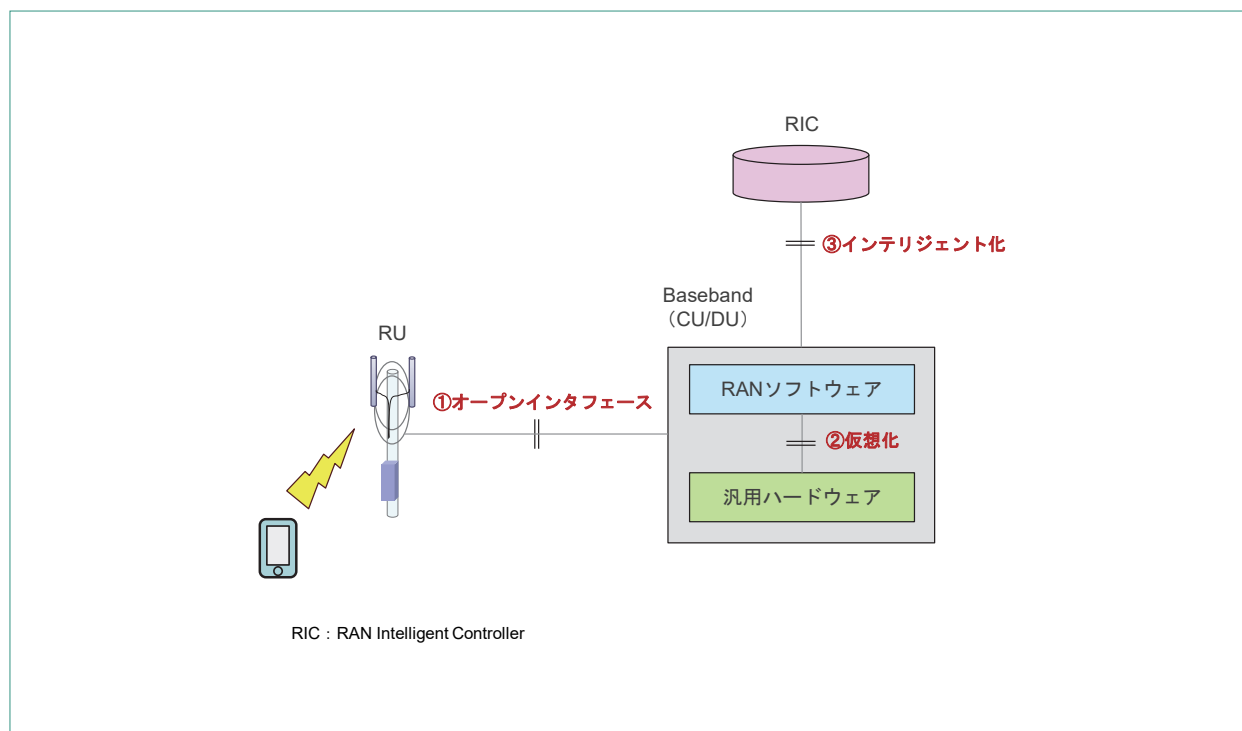 RIC
③インテリジェント化
Baseband
（CU/DU）
RU
RANソフトウェア
①オープンインタフェース
②仮想化
汎用ハードウェア
RIC：RAN Intelligent Controller